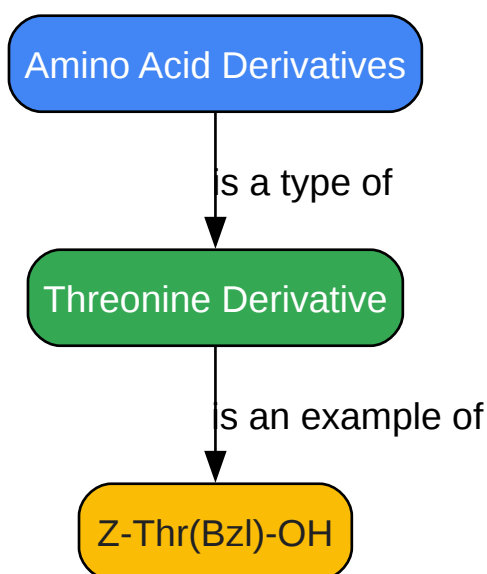 Amino Acid Derivatives
is a type of
Threonine Derivative
is an example of
Z-Thr(Bzl)-OH